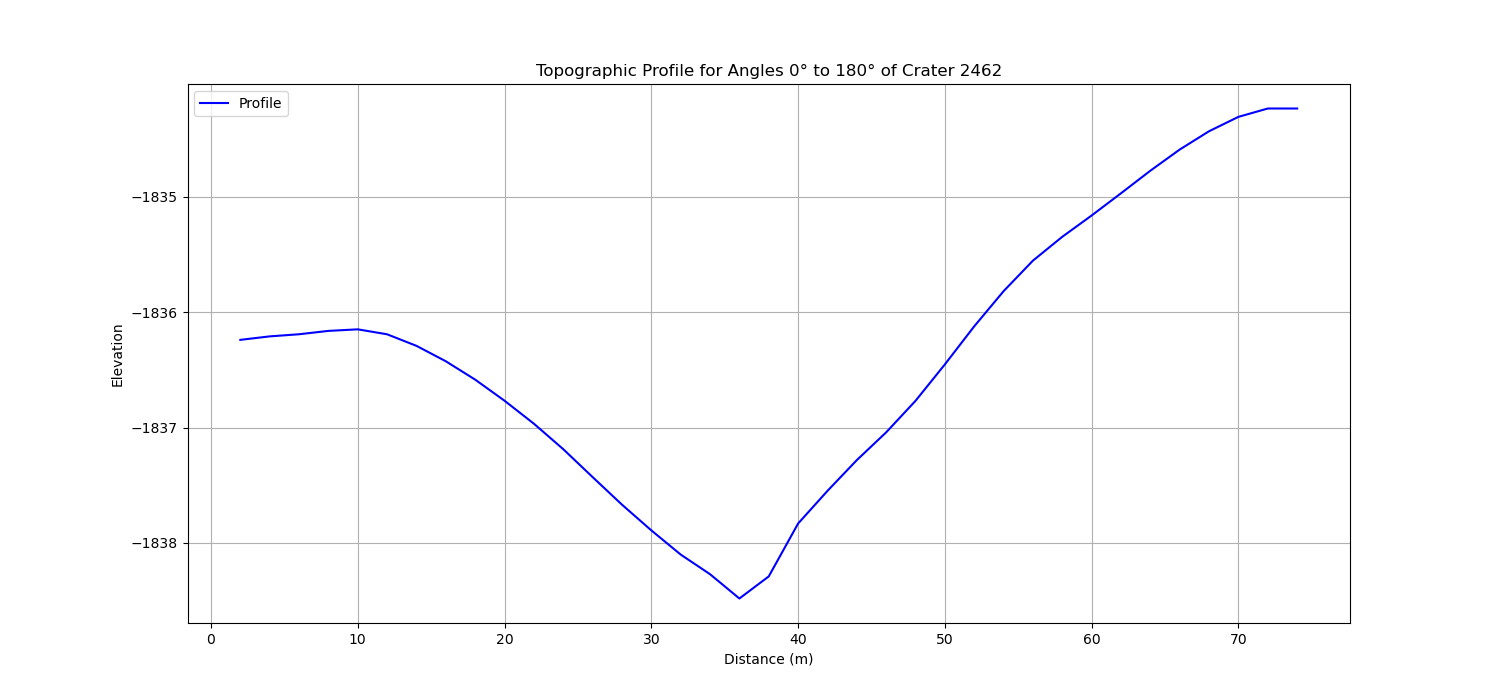 Topographic Profile for Angles 0° to 180° of Crater 2462
Profile
−1835
−1836
−1837
−1838
Elevation
0 10 20 30 40 50 60 70
Distance (m)